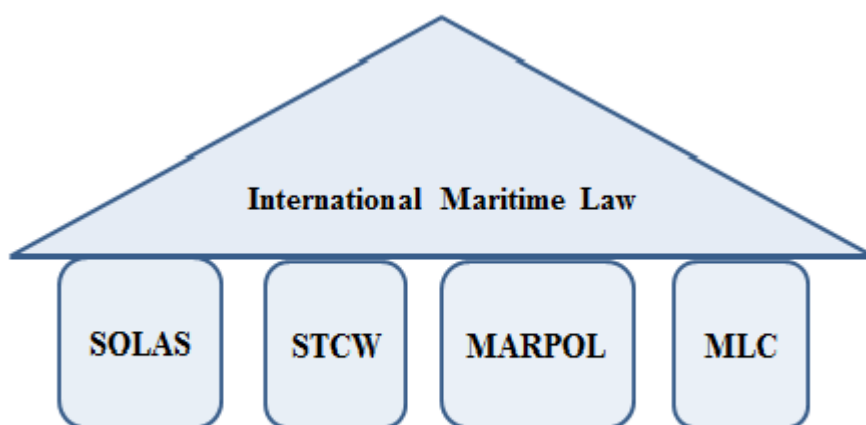 International Maritime Law
SOLAS
STCW
MARPOL
MLC